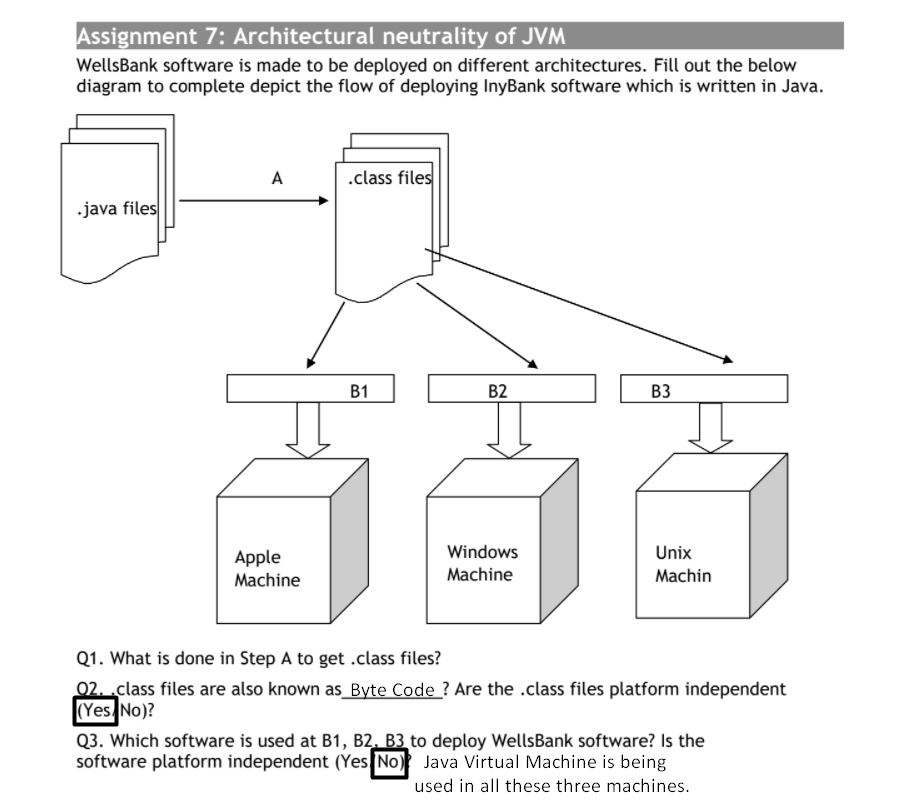 Assignment 7: Architectural neutrality of JVM
WellsBank software is made to be deployed on different architectures. Fill out the below
diagram to complete depict the flow of deploying InyBank software which is written in Java.
A
.class files
.java files
B1
B2
B3
Apple
Machine
Windows
Machine
Unix
Machin
Q1. What is done in Step A to get .class files?
Q2. .class files are also known as Byte Code ? Are the .class files platform independent
(Yes/No)?
Q3. Which software is used at B1, B2, B3 to deploy WellsBank software? Is the
software platform independent (Yes/No)? Java Virtual Machine is being
used in all these three machines.